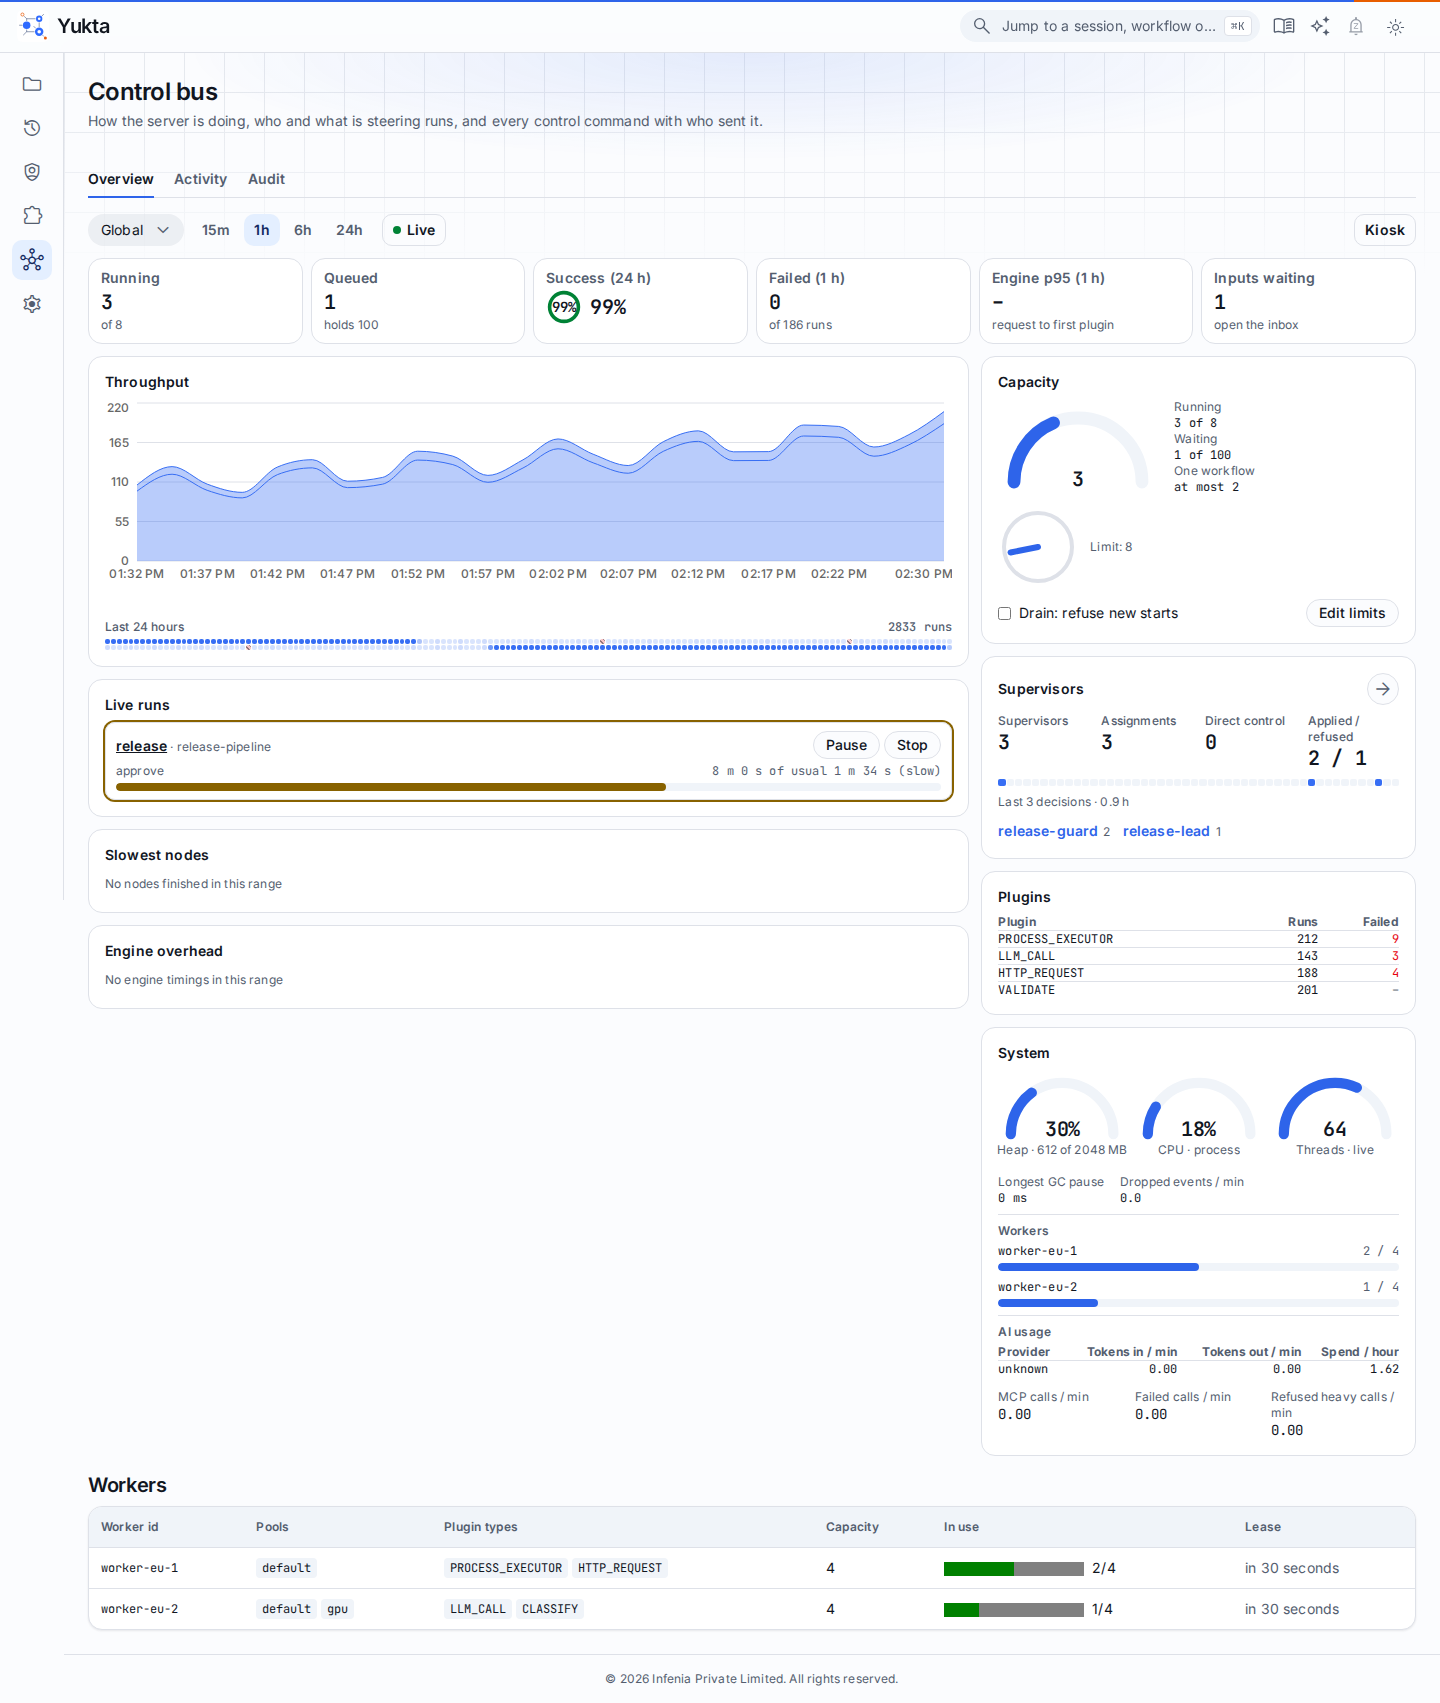 Yukta
Jump to a session, workflow o... ⌘K
Control bus
How the server is doing, who and what is steering runs, and every control command with who sent it.
Overview Activity Audit
Global 15m 1h 6h 24h Live Kiosk
Running
3
of 8
Queued
1
holds 100
Success (24 h)
99% 99%
Failed (1 h)
0
of 186 runs
Engine p95 (1 h)
–
request to first plugin
Inputs waiting
1
open the inbox
Throughput
220
165
110
55
0
01:32 PM 01:37 PM 01:42 PM 01:47 PM 01:52 PM 01:57 PM 02:02 PM 02:07 PM 02:12 PM 02:17 PM 02:22 PM 02:30 PM
Last 24 hours 2833 runs
Live runs
release · release-pipeline Pause Stop
approve 8 m 0 s of usual 1 m 34 s (slow)
Slowest nodes
No nodes finished in this range
Engine overhead
No engine timings in this range
Capacity
3
Running
3 of 8
Waiting
1 of 100
One workflow
at most 2
Limit: 8
Drain: refuse new starts Edit limits
Supervisors
Supervisors
3
Assignments
3
Direct control
0
Applied /
refused
2 / 1
Last 3 decisions · 0.9 h
release-guard 2 release-lead 1
Plugins
Plugin Runs Failed
PROCESS_EXECUTOR 212 9
LLM_CALL 143 3
HTTP_REQUEST 188 4
VALIDATE 201 –
System
30% 18% 64
Heap · 612 of 2048 MB CPU · process Threads · live
Longest GC pause Dropped events / min
0 ms 0.0
Workers
worker-eu-1 2 / 4
worker-eu-2 1 / 4
AI usage
Provider Tokens in / min Tokens out / min Spend / hour
unknown 0.00 0.00 1.62
MCP calls / min
0.00
Failed calls / min
0.00
Refused heavy calls /
min
0.00
Workers
Worker id Pools Plugin types Capacity In use Lease
worker-eu-1 default PROCESS_EXECUTOR HTTP_REQUEST 4 2/4 in 30 seconds
worker-eu-2 default gpu LLM_CALL CLASSIFY 4 1/4 in 30 seconds
© 2026 Infenia Private Limited. All rights reserved.